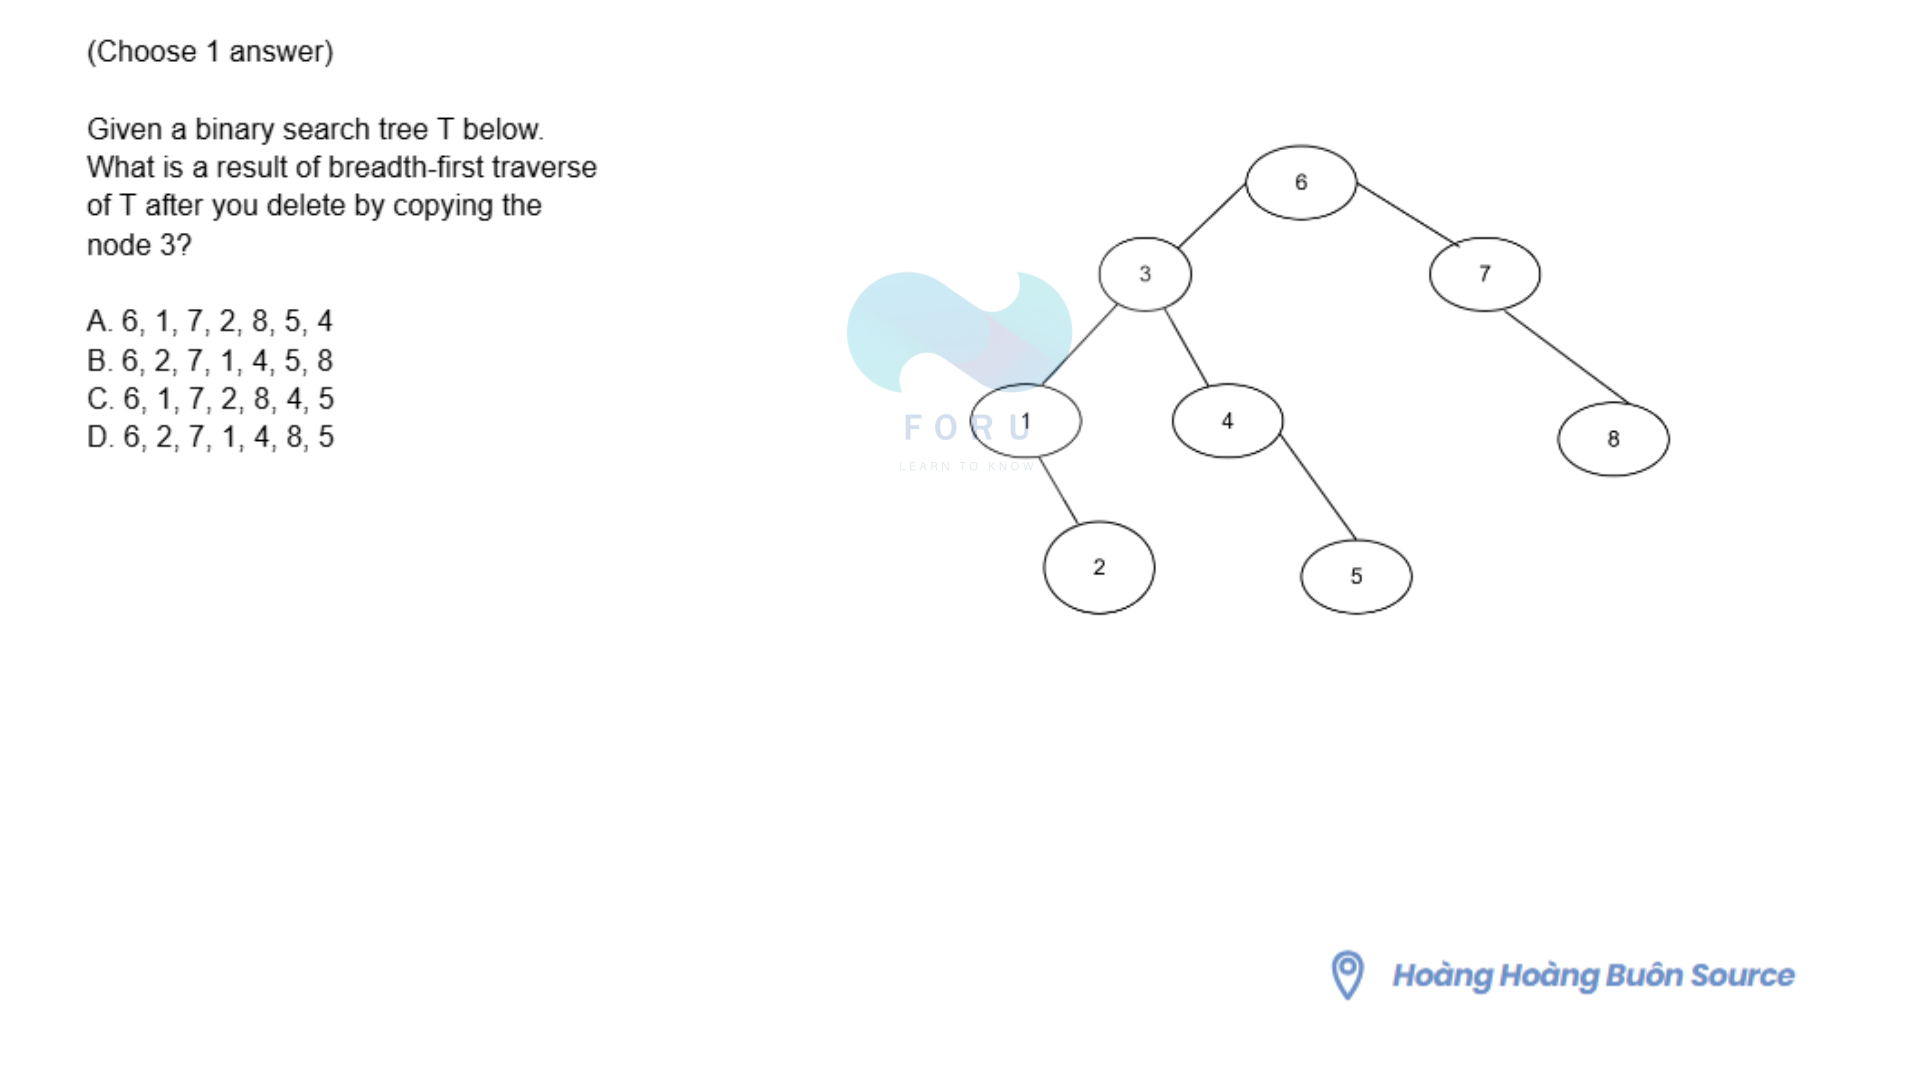 (Choose 1 answer)
Given a binary search tree T below.
What is a result of breadth-first traverse
of T after you delete by copying the
node 3?
A. 6, 1, 7, 2, 8, 5, 4
B. 6, 2, 7, 1, 4, 5, 8
C. 6, 1, 7, 2, 8, 4, 5
D. 6, 2, 7, 1, 4, 8, 5
6
3
7
1
4
8
2
5
FORU
LEARN TO KNOW
Hoàng Hoàng Buôn Source